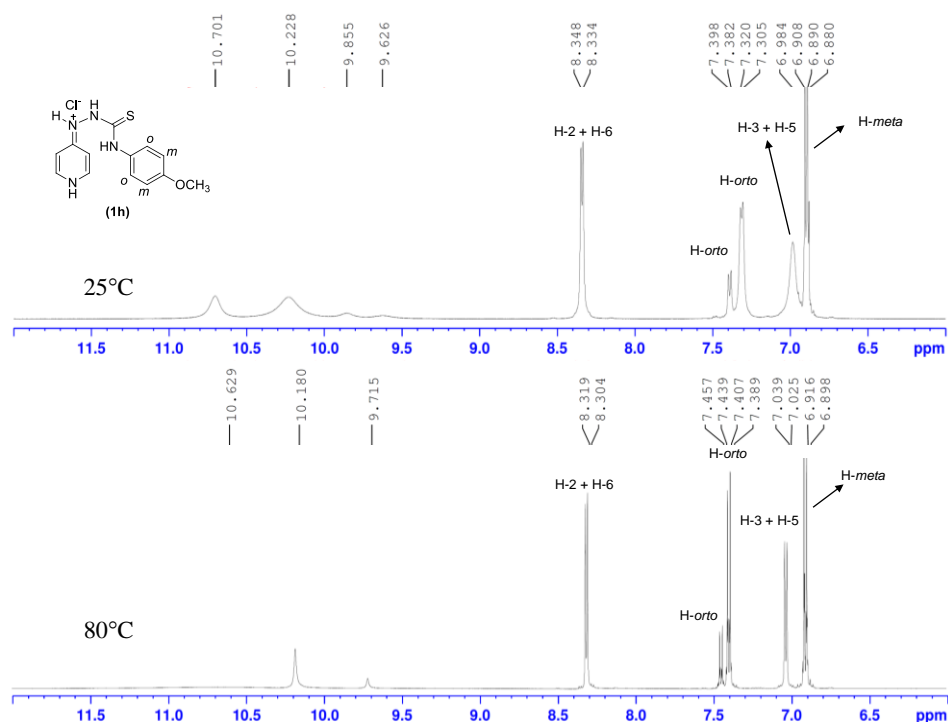 10.701 10.228 9.855 9.626 8.348 8.334 7.398 7.382 7.320 7.305 6.984 6.908 6.890 6.880
Cl-
H
N
+
H
N
S
N
H
NH
o
m
o
m
OCH3
N
H
(1h)
H-2 + H-6
H-orto
H-orto
H-3 + H-5
H-meta
25°C
11.5 11.0 10.5 10.0 9.5 9.0 8.5 8.0 7.5 7.0 6.5 ppm
10.629 10.180 9.715 8.319 8.304 7.457 7.439 7.407 7.389 7.039 7.025 6.916 6.898
H-2 + H-6
H-orto
H-orto
H-3 + H-5
H-meta
80°C
11.5 11.0 10.5 10.0 9.5 9.0 8.5 8.0 7.5 7.0 6.5 ppm